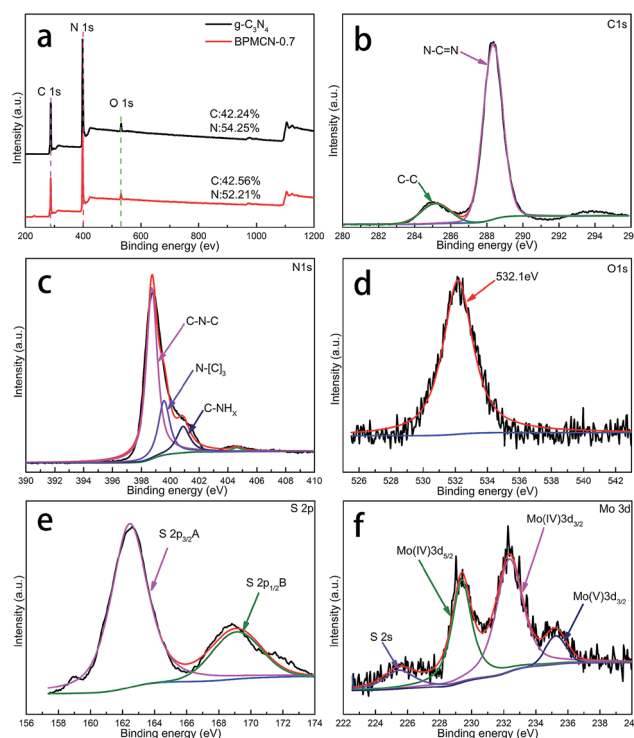 a
g-C₃N₄
BPMCN-0.7
N 1s
C 1s
O 1s
C:42.24%
N:54.25%
C:42.56%
N:52.21%
Intensity (a.u.)
200 400 600 800 1000 1200
Binding energy (ev)
b
C1s
N-C=N
C-C
Intensity (a.u.)
280 282 284 286 288 290 292 294 296
Binding energy (eV)
c
N1s
C-N-C
N-[C]₃
C-NHₓ
Intensity (a.u.)
390 392 394 396 398 400 402 404 406 408 410
Binding energy (eV)
d
O1s
532.1eV
Intensity (a.u.)
526 528 530 532 534 536 538 540 542
Binding energy (eV)
e
S 2p
S 2p₃/₂A
S 2p₁/₂B
Intensity (a.u.)
156 158 160 162 164 166 168 170 172 174
Binding energy (eV)
f
Mo 3d
Mo(IV)3d₃/₂
Mo(IV)3d₅/₂
Mo(V)3d₃/₂
S 2s
Intensity (a.u.)
222 224 226 228 230 232 234 236 238 240
Binding energy (eV)